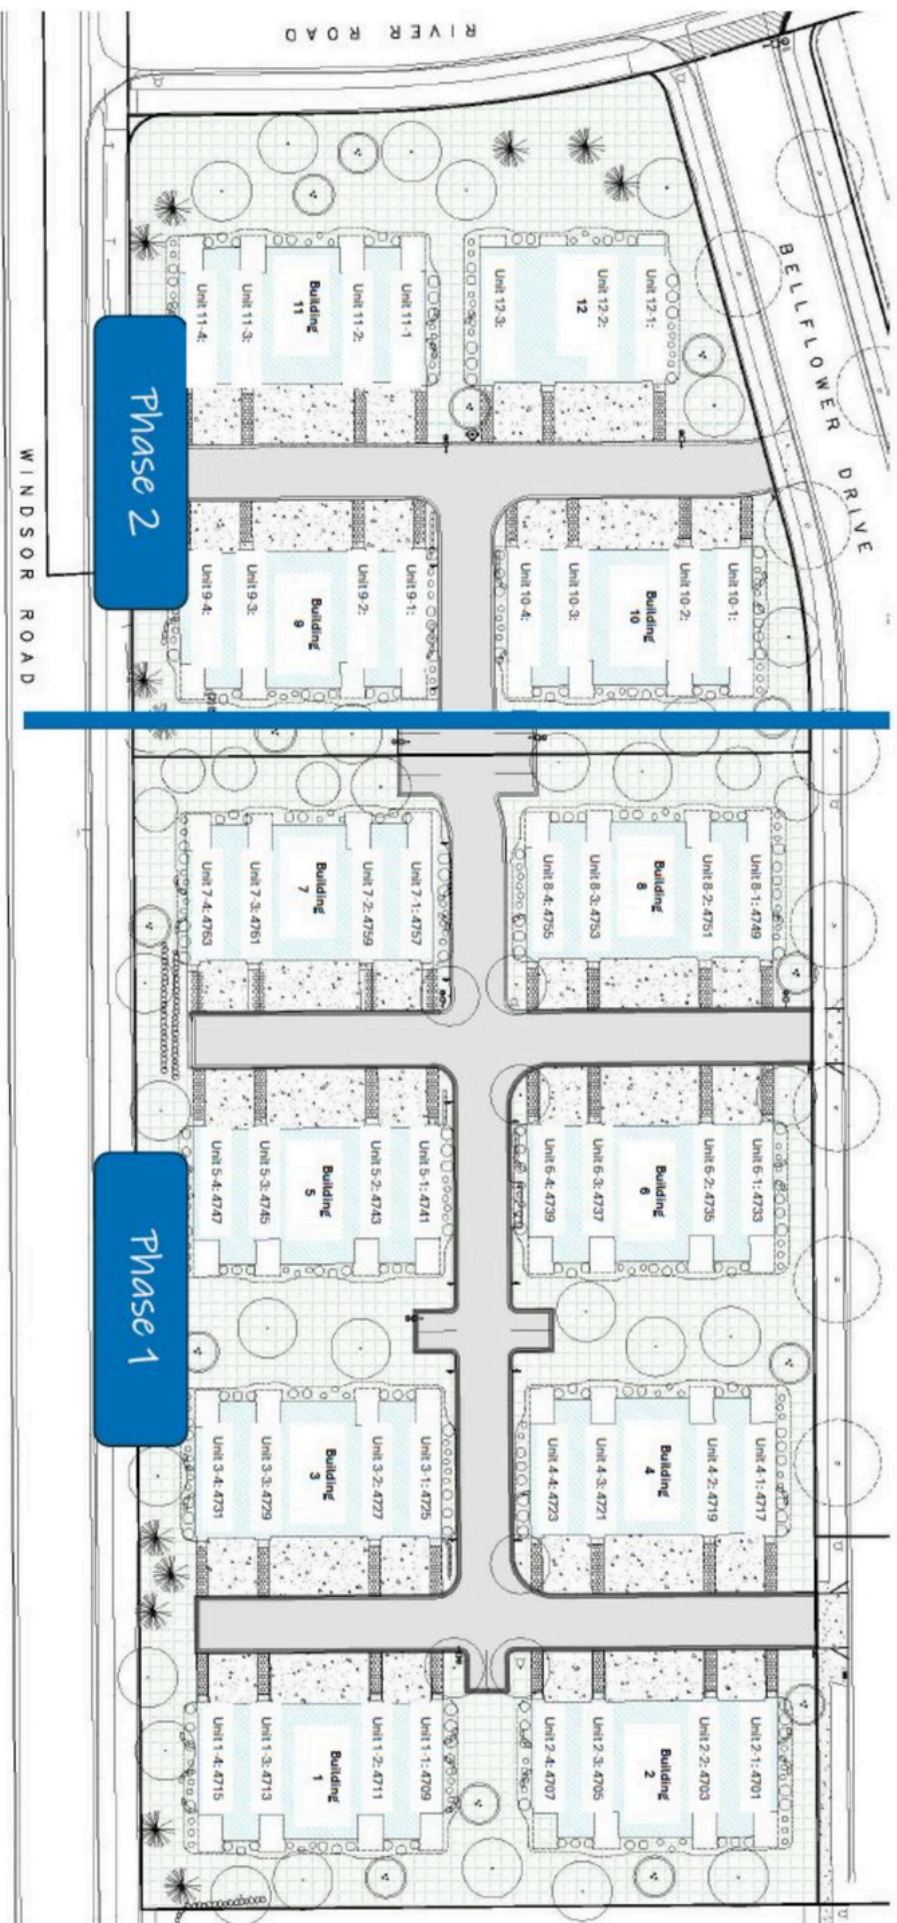 RIVER ROAD
BELLFLOWER DRIVE
WINDSOR ROAD
Phase 2
Unit 11-4:
Unit 11-3:
Building
11
Unit 11-2:
Unit 11-1
Unit 12-3:
12
Unit 12-2:
Unit 12-1:
Unit 9-4:
Unit 9-3:
Building
9
Unit 9-2:
Unit 9-1:
Unit 10-4:
Unit 10-3:
Building
10
Unit 10-2:
Unit 10-1:
Unit 7-4: 4763
Unit 7-3: 4761
Building
7
Unit 7-2: 4759
Unit 7-1: 4757
Unit 8-4: 4755
Unit 8-3: 4753
Building
8
Unit 8-2: 4751
Unit 8-1: 4749
Phase 1
Unit 5-4: 4747
Unit 5-3: 4745
Building
5
Unit 5-2: 4743
Unit 5-1: 4741
Unit 6-4: 4739
Unit 6-3: 4737
Building
6
Unit 6-2: 4735
Unit 6-1: 4733
Unit 3-4: 4731
Unit 3-3: 4729
Building
3
Unit 3-2: 4727
Unit 3-1: 4725
Unit 4-4: 4723
Unit 4-3: 4721
Building
4
Unit 4-2: 4719
Unit 4-1: 4717
Unit 1-4: 4715
Unit 1-3: 4713
Building
1
Unit 1-2: 4711
Unit 1-1: 4709
Unit 2-4: 4707
Unit 2-3: 4705
Building
2
Unit 2-2: 4703
Unit 2-1: 4701